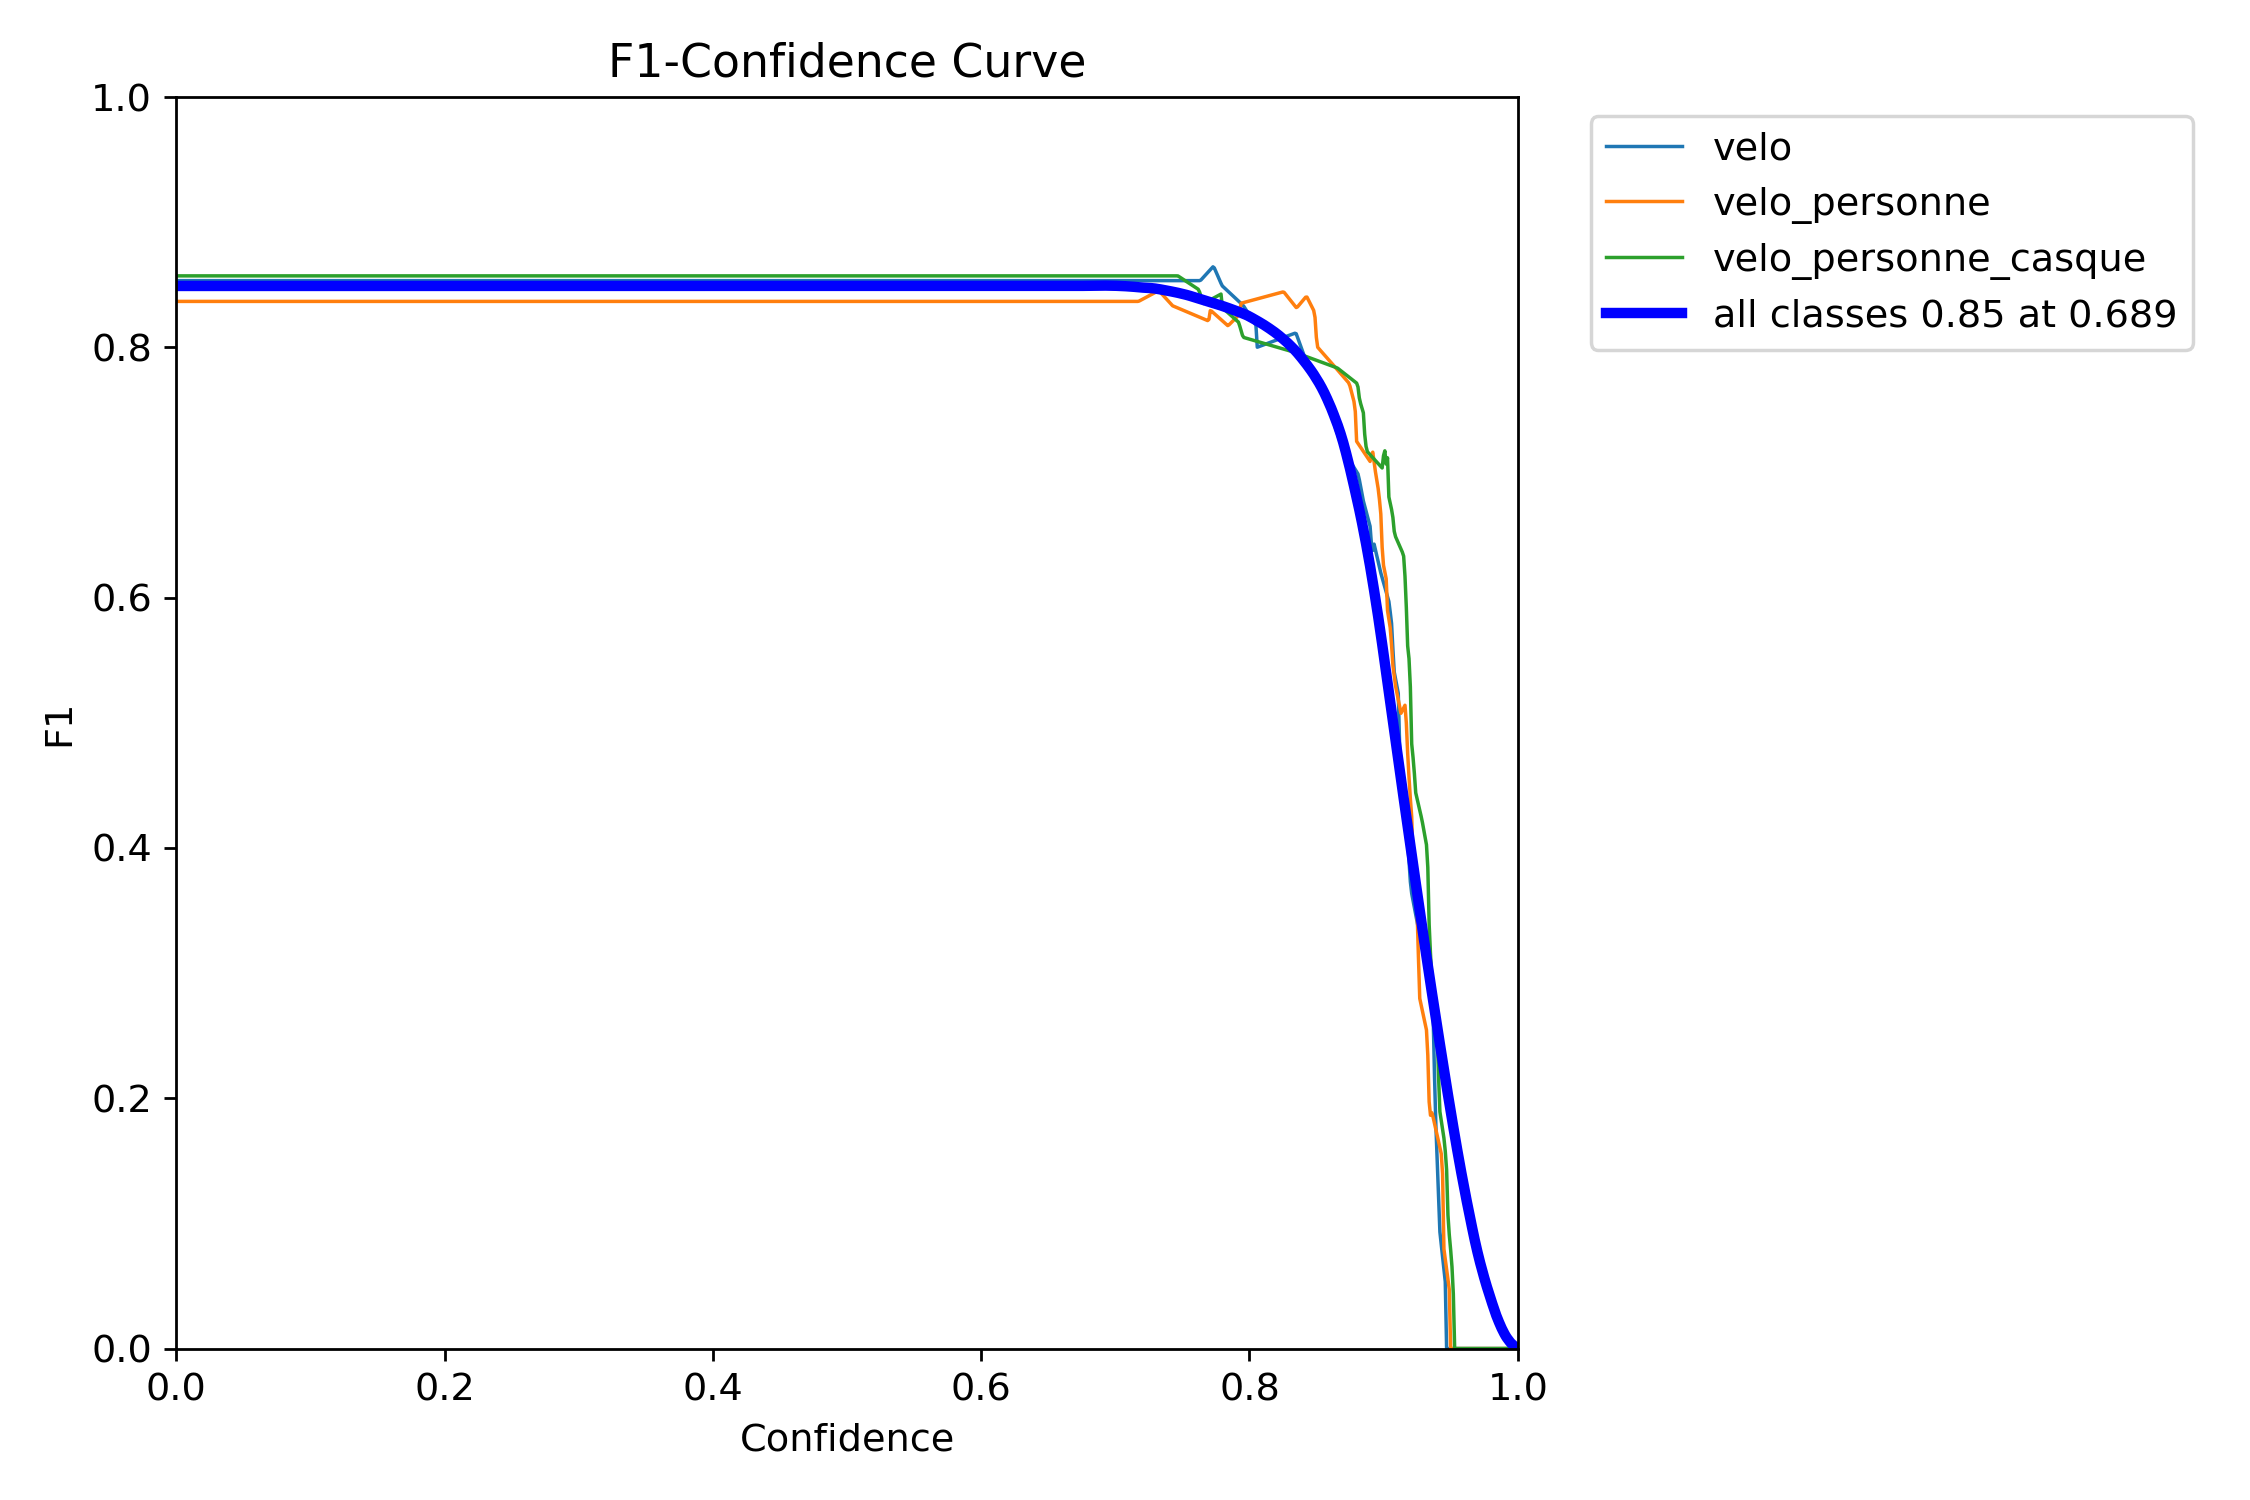 F1-Confidence Curve
1.0
0.8
0.6
0.4
0.2
0.0
F1
0.0 0.2 0.4 0.6 0.8 1.0
Confidence
velo
velo_personne
velo_personne_casque
all classes 0.85 at 0.689